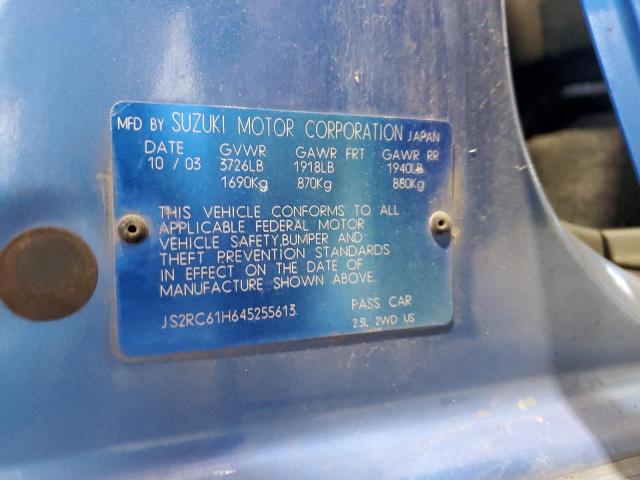 MFD BY SUZUKI MOTOR CORPORATION JAPAN
DATE GVWR GAWR FRT GAWR RR
10 / 03 3726LB 1918LB 1940LB
1690Kg 870Kg 880Kg
THIS VEHICLE CONFORMS TO ALL
APPLICABLE FEDERAL MOTOR
VEHICLE SAFETY,BUMPER AND
THEFT PREVENTION STANDARDS
IN EFFECT ON THE DATE OF
MANUFACTURE SHOWN ABOVE.
JS2RC61H645255613 PASS CAR
2.3L 2WD US